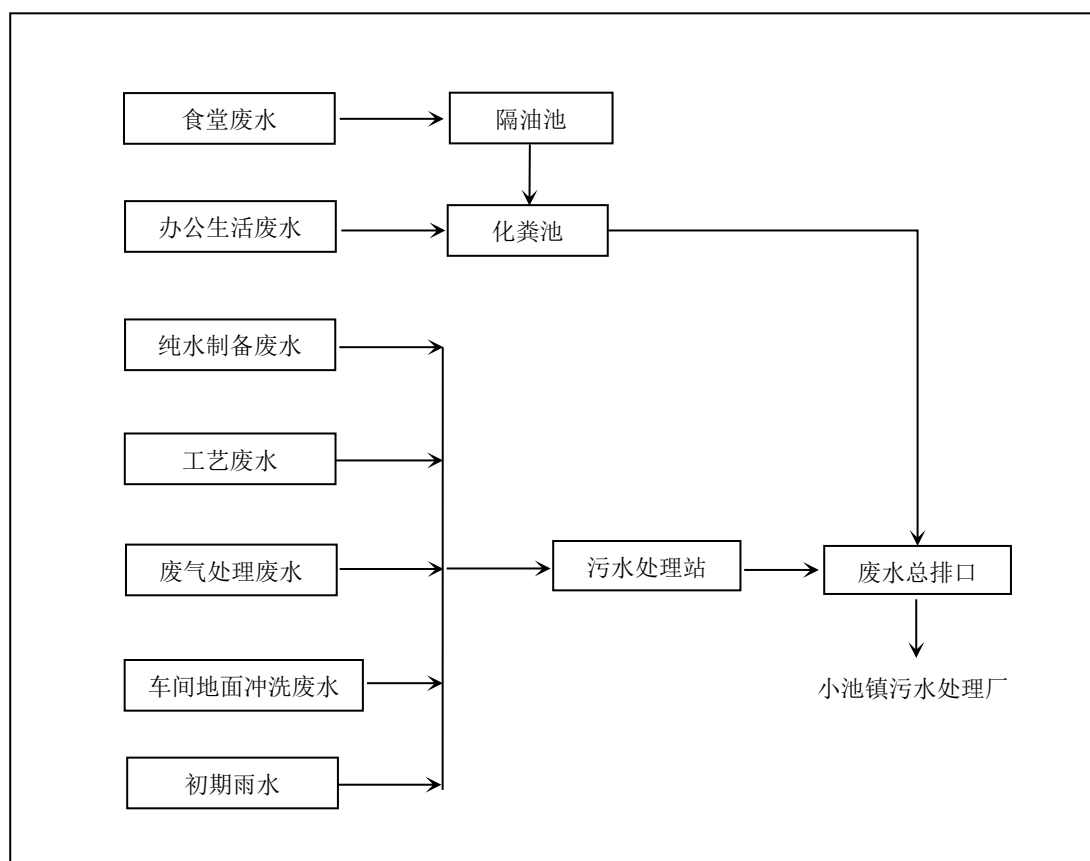 食堂废水
隔油池
办公生活废水
化粪池
纯水制备废水
工艺废水
废气处理废水
污水处理站
废水总排口
车间地面冲洗废水
小池镇污水处理厂
初期雨水